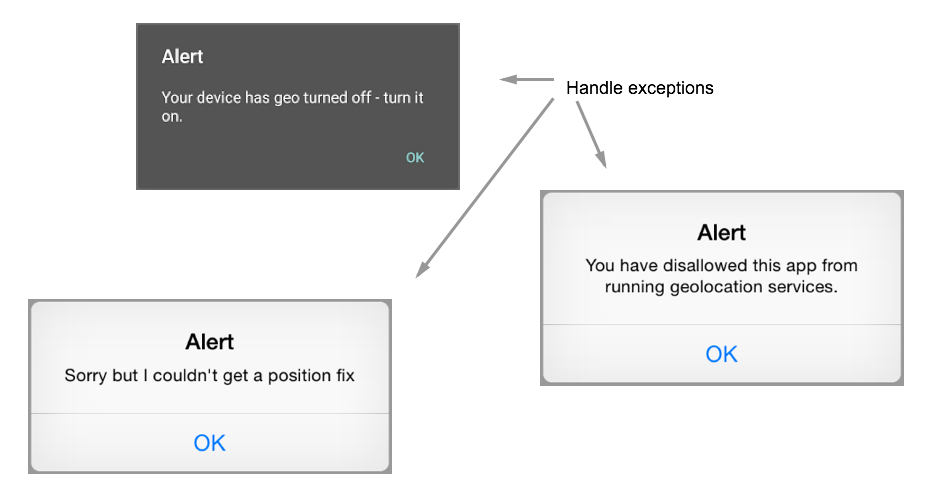 Alert
Your device has geo turned off - turn it
on.
OK
Handle exceptions
Alert
You have disallowed this app from
running geolocation services.
OK
Alert
Sorry but I couldn't get a position fix
OK